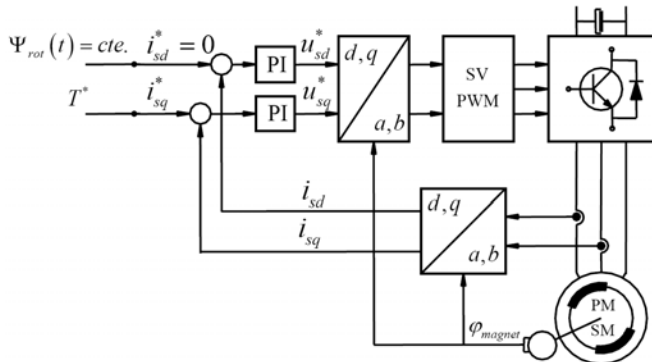 Ψrot(t) = cte. i*sd = 0
PI
u*sd
d,q
a,b
SV
PWM
T*
i*sq
PI
u*sq
isd
isq
d,q
a,b
φmagnet
PM
SM